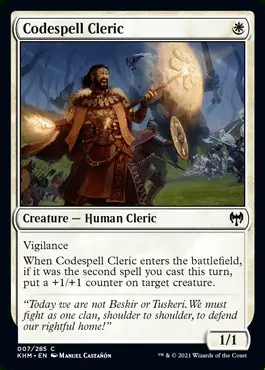 Codespell Cleric
Creature — Human Cleric
Vigilance
When Codespell Cleric enters the battlefield,
if it was the second spell you cast this turn,
put a +1/+1 counter on target creature.
"Today we are not Beskir or Tuskeri. We must
fight as one clan, shoulder to shoulder, to defend
our rightful home!"
1/1
007/285 C
KHM • EN Manuel Castañón
™ & © 2021 Wizards of the Coast